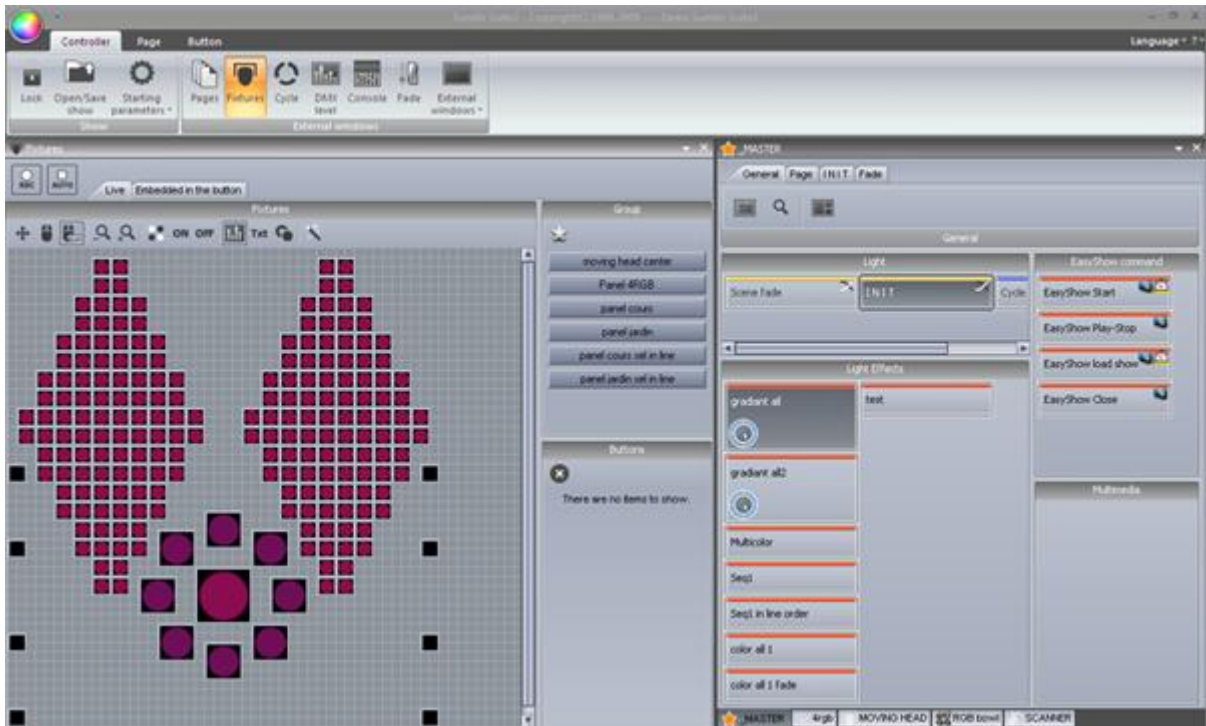 Controller Page Button
Language ?
Lock Open/Save show Starting parameters Pages Fixtures Cycle DMX level Console Fade External windows
Show External windows
Fixtures
ABC AUTO Live Embedded in the button
Fixtures
ON OFF Txt
Group
moving head center
Panel 4RGB
panel cours
panel jardin
panel cours sel in line
panel jardin sel in line
Buttons
There are no items to show.
_MASTER
General Page INIT Fade
General
Light
Scene Fade INIT Cycle
EasyShow command
EasyShow Start
EasyShow Play-Stop
EasyShow load show
EasyShow Close
Light Effects
gradiant all test
gradiant all2
Multicolor
Seq1
Seq1 in line order
color all 1
color all 1 fade
Multimedia
_MASTER 4rgb MOVING HEAD RGB bowl SCANNER